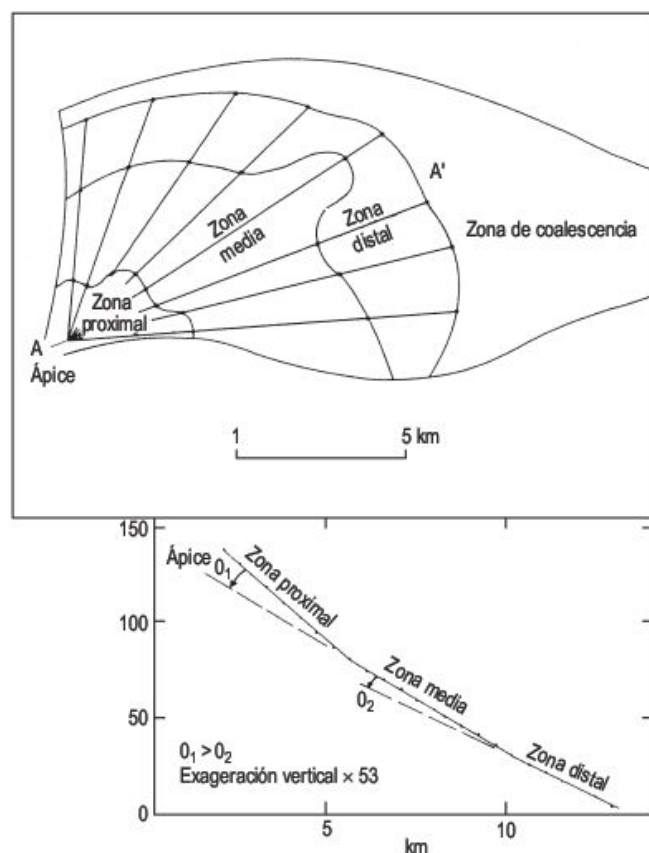 A'
Zona
media
Zona
distal
Zona de coalescencia
Zona
proximal
A
Ápice
1
5 km
150
100
50
0
Ápice
0₁
Zona proximal
Zona media
0₂
Zona distal
0₁ > 0₂
Exageración vertical × 53
5
10
km